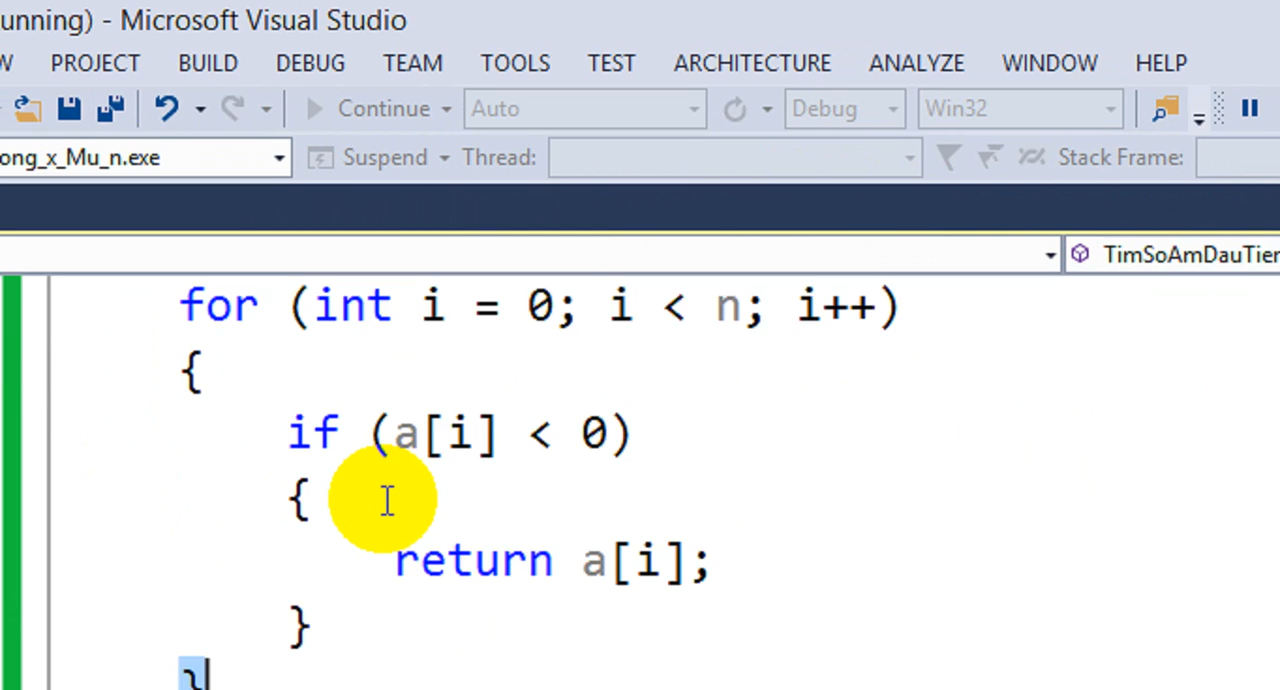 unning) - Microsoft Visual Studio
W PROJECT BUILD DEBUG TEAM TOOLS TEST ARCHITECTURE ANALYZE WINDOW HELP
Continue Auto Debug Win32
ong_x_Mu_n.exe Suspend Thread: Stack Frame:
TimSoAmDauTien
for (int i = 0; i < n; i++)
{
if (a[i] < 0)
{
return a[i];
}
}